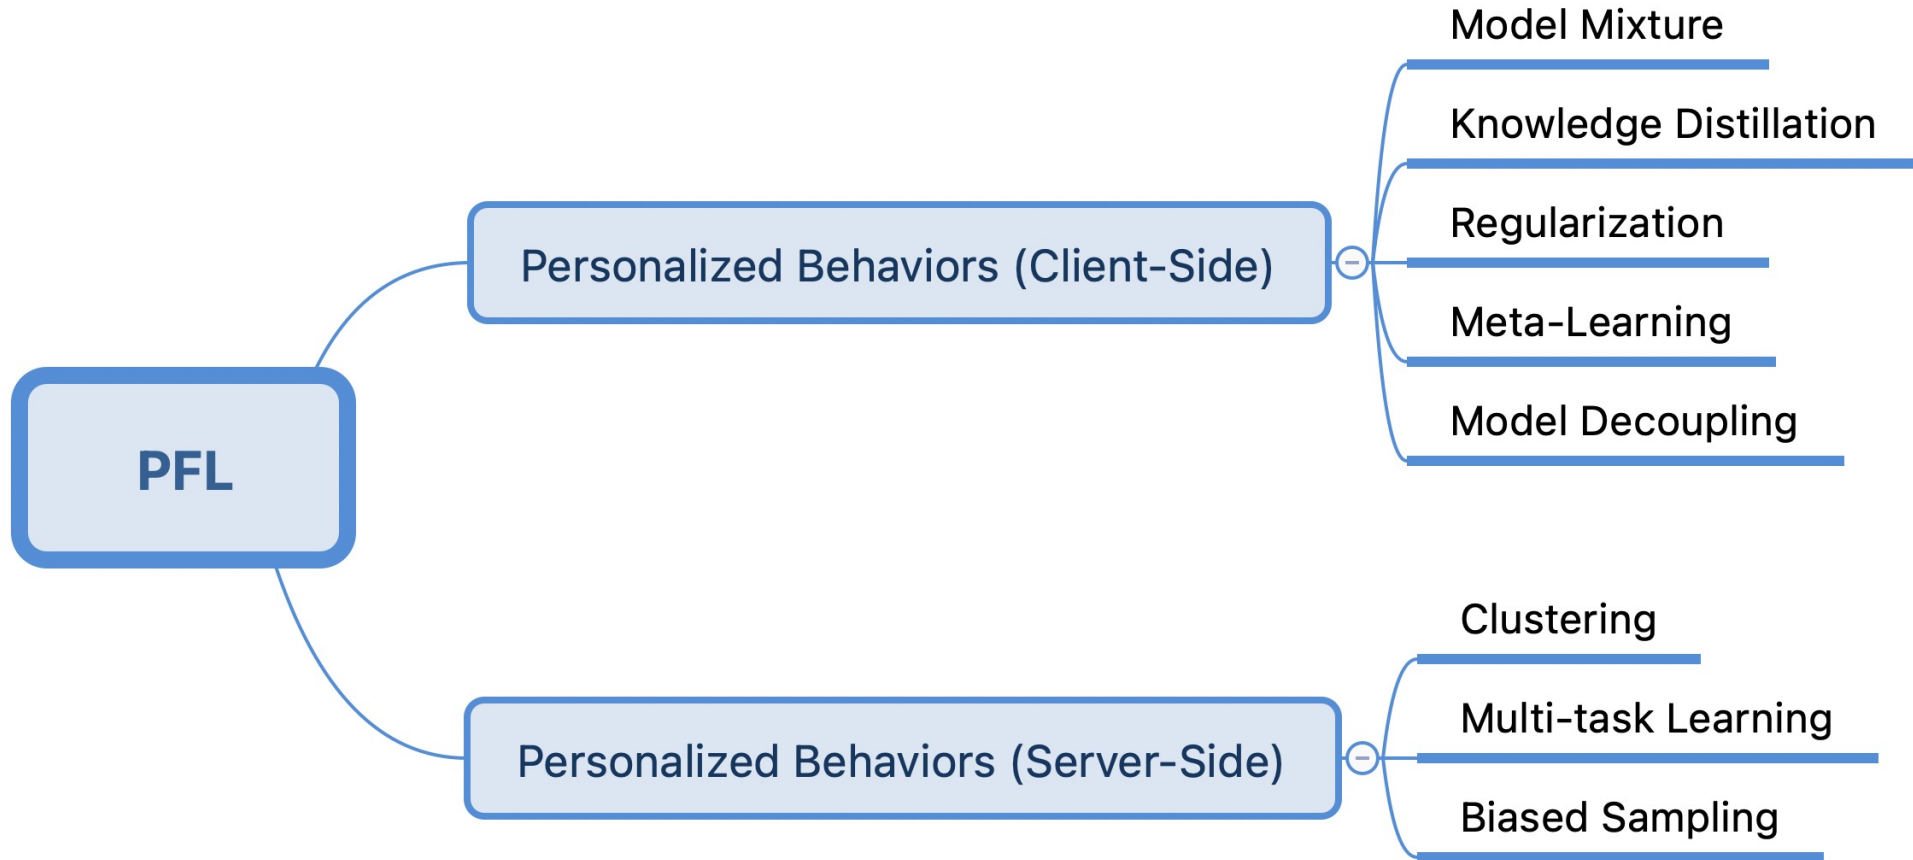 PFL
Personalized Behaviors (Client-Side)
Model Mixture
Knowledge Distillation
Regularization
Meta-Learning
Model Decoupling
Personalized Behaviors (Server-Side)
Clustering
Multi-task Learning
Biased Sampling